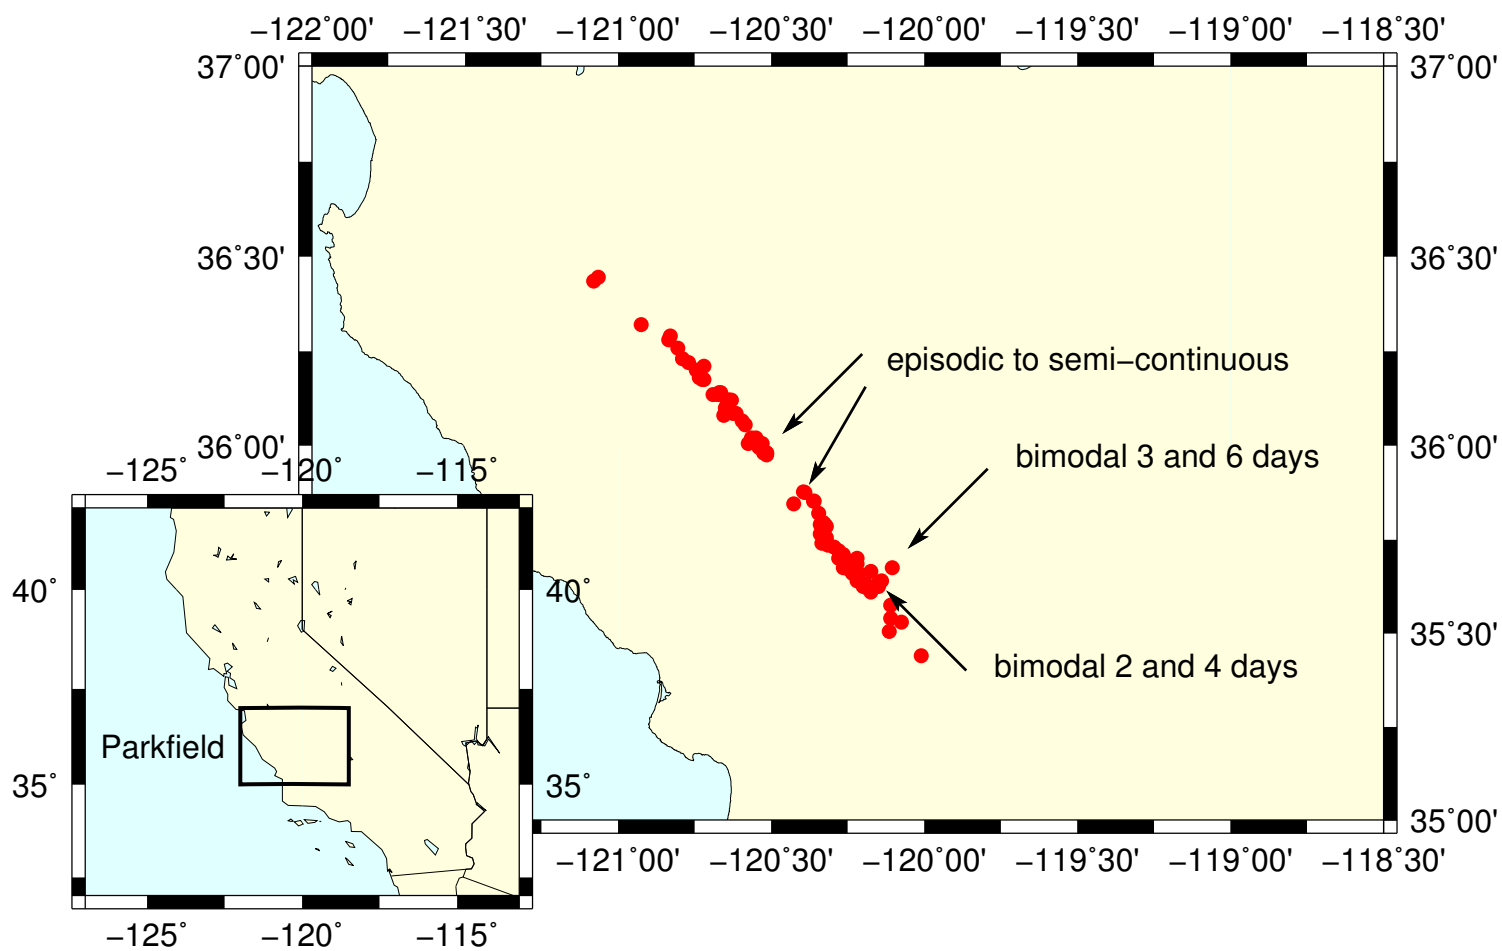 −122˚00' −121˚30' −121˚00' −120˚30' −120˚00' −119˚30' −119˚00' −118˚30'
37˚00' 37˚00'
36˚30' 36˚30'
episodic to semi−continuous
36˚00' 36˚00'
bimodal 3 and 6 days
−125˚ −120˚ −115˚
40˚ 40˚
35˚30'
bimodal 2 and 4 days
Parkfield
35˚ 35˚
35˚00'
−121˚00' −120˚30' −120˚00' −119˚30' −119˚00' −118˚30'
−125˚ −120˚ −115˚